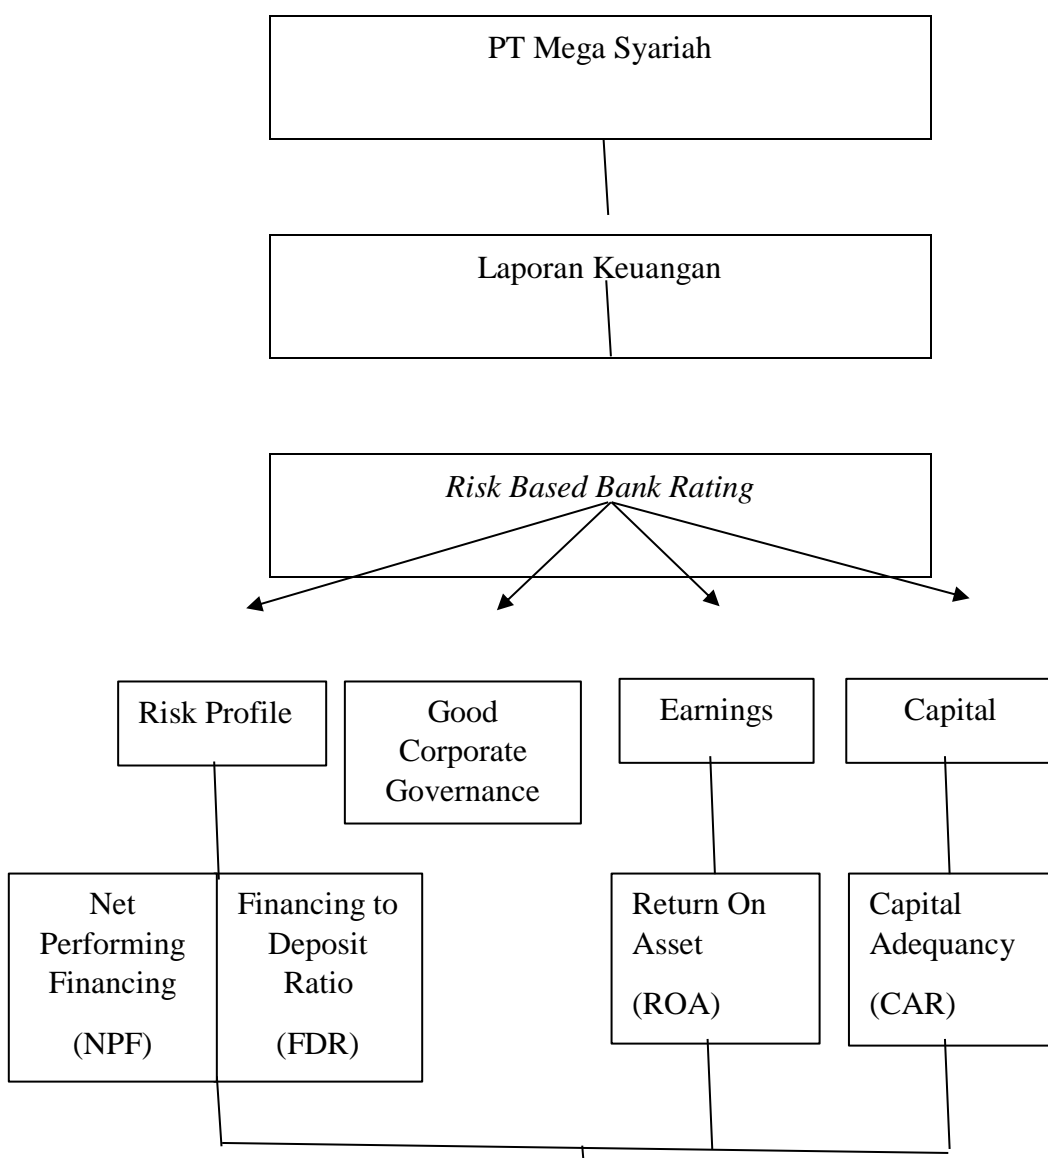 PT Mega Syariah
Laporan Keuangan
Risk Based Bank Rating
Risk Profile
Good
Corporate
Governance
Earnings
Capital
Net
Performing
Financing
(NPF)
Financing to
Deposit
Ratio
(FDR)
Return On
Asset
(ROA)
Capital
Adequancy
(CAR)